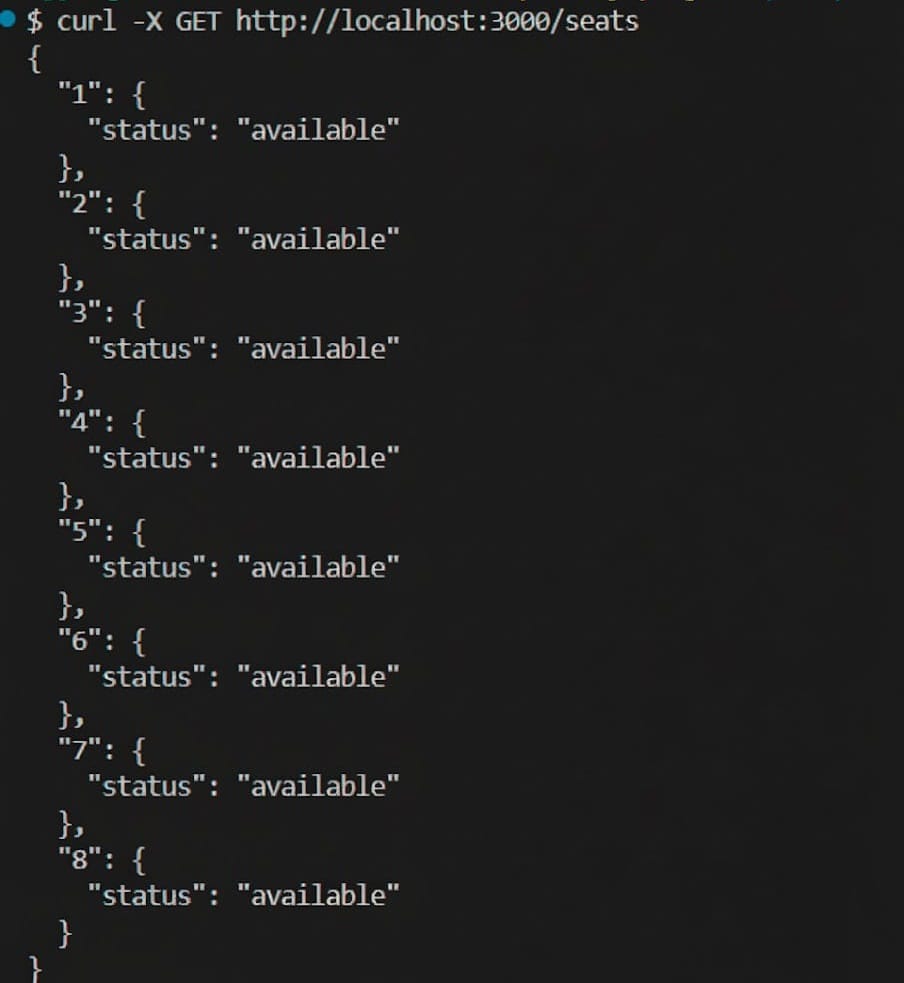 $ curl -X GET http://localhost:3000/seats
{
  "1": {
    "status": "available"
  },
  "2": {
    "status": "available"
  },
  "3": {
    "status": "available"
  },
  "4": {
    "status": "available"
  },
  "5": {
    "status": "available"
  },
  "6": {
    "status": "available"
  },
  "7": {
    "status": "available"
  },
  "8": {
    "status": "available"
  }
}